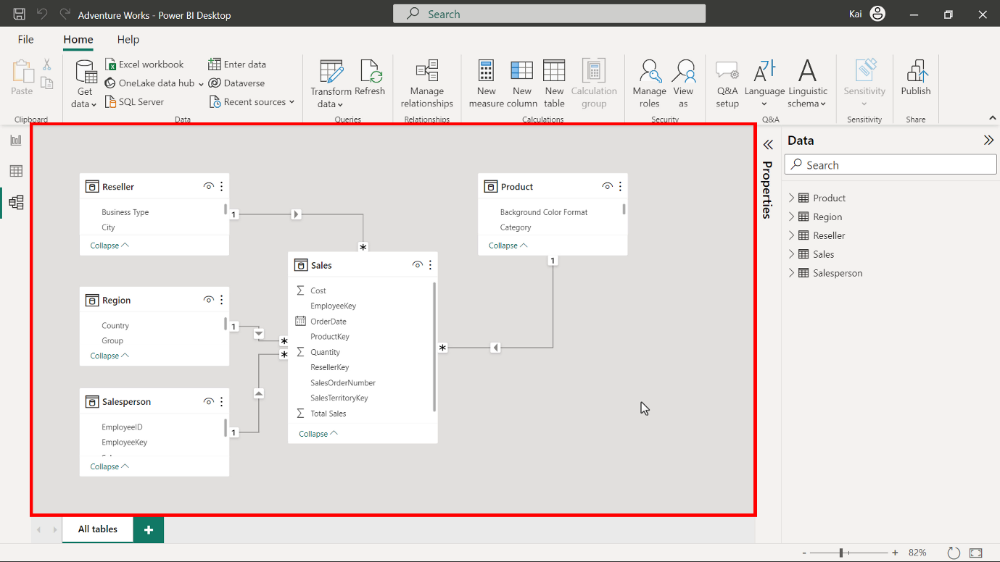 Adventure Works - Power BI Desktop
Search
Kai
File Home Help
Paste
Clipboard
Get data
Excel workbook
OneLake data hub
SQL Server
Enter data
Dataverse
Recent sources
Data
Transform data
Refresh
Queries
Manage relationships
Relationships
New measure
New column
New table
Calculation group
Calculations
Manage roles
View as
Security
Q&A setup
Language
Linguistic schema
Q&A
Sensitivity
Sensitivity
Publish
Share
Reseller
Business Type
City
Collapse
1
*
Region
Country
Group
Collapse
1
*
Salesperson
EmployeeID
EmployeeKey
Collapse
1
*
Sales
Cost
EmployeeKey
OrderDate
ProductKey
Quantity
ResellerKey
SalesOrderNumber
SalesTerritoryKey
Total Sales
Collapse
Product
Background Color Format
Category
Collapse
1
*
Properties
Data
Search
Product
Region
Reseller
Sales
Salesperson
All tables
+
- + 82%